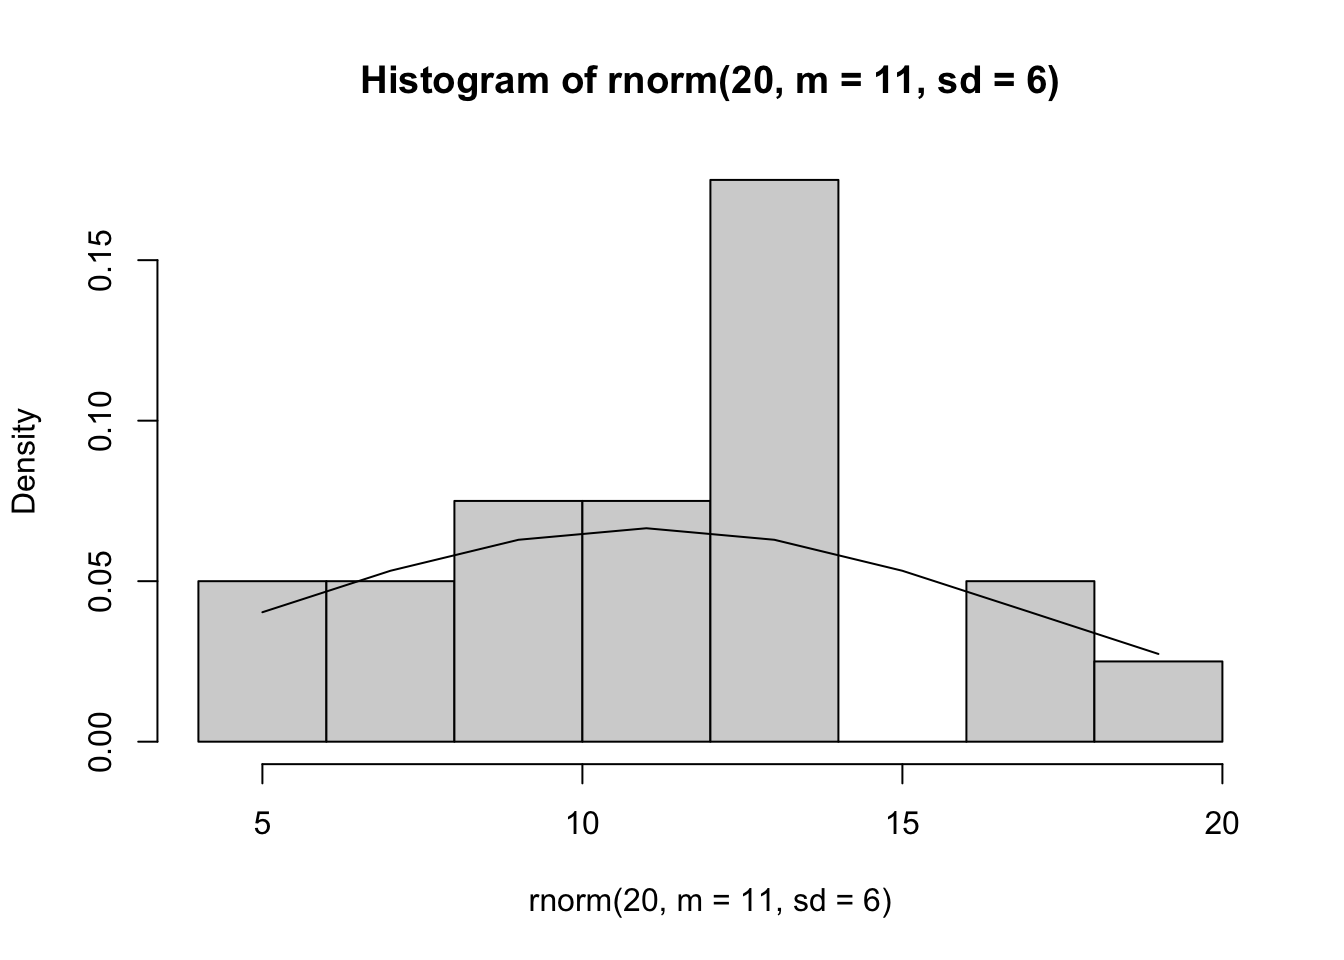 Histogram of rnorm(20, m = 11, sd = 6)
Density
0.15
0.10
0.05
0.00
5 10 15 20
rnorm(20, m = 11, sd = 6)